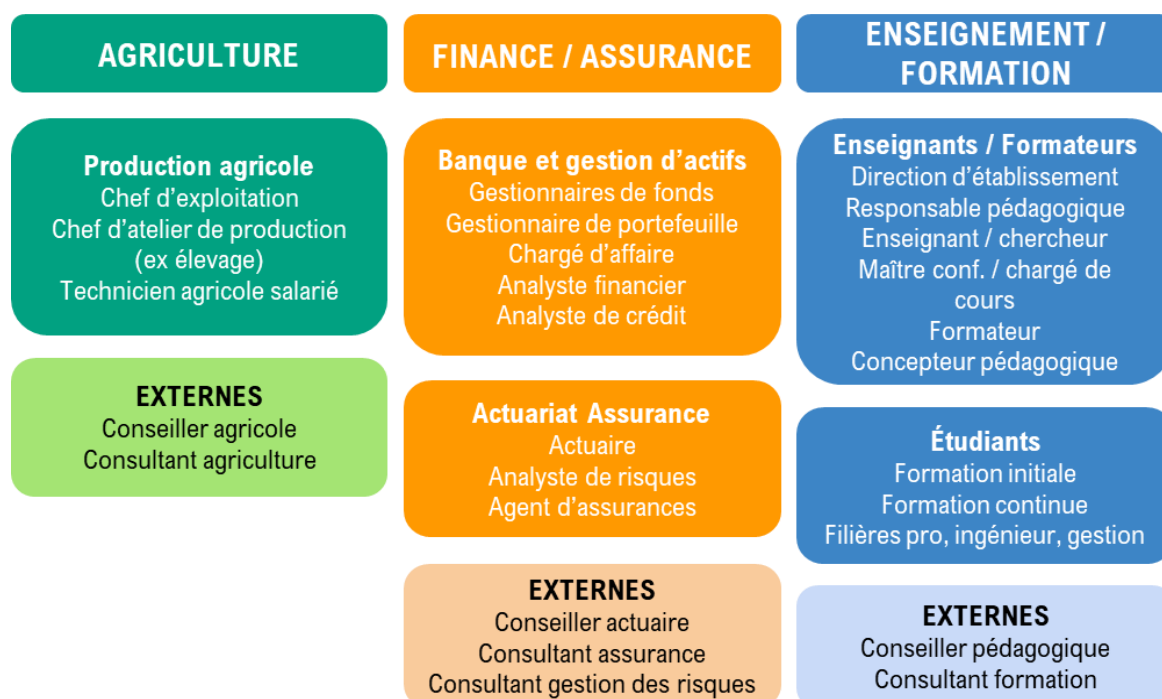 AGRICULTURE
Production agricole
Chef d'exploitation
Chef d'atelier de production
(ex élevage)
Technicien agricole salarié
EXTERNES
Conseiller agricole
Consultant agriculture
FINANCE / ASSURANCE
Banque et gestion d'actifs
Gestionnaires de fonds
Gestionnaire de portefeuille
Chargé d'affaire
Analyste financier
Analyste de crédit
Actuariat Assurance
Actuaire
Analyste de risques
Agent d'assurances
EXTERNES
Conseiller actuaire
Consultant assurance
Consultant gestion des risques
ENSEIGNEMENT /
FORMATION
Enseignants / Formateurs
Direction d'établissement
Responsable pédagogique
Enseignant / chercheur
Maître conf. / chargé de
cours
Formateur
Concepteur pédagogique
Étudiants
Formation initiale
Formation continue
Filières pro, ingénieur, gestion
EXTERNES
Conseiller pédagogique
Consultant formation